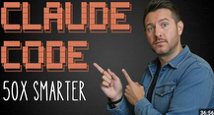 CLAUDE
CODE
50X SMARTER
36:56